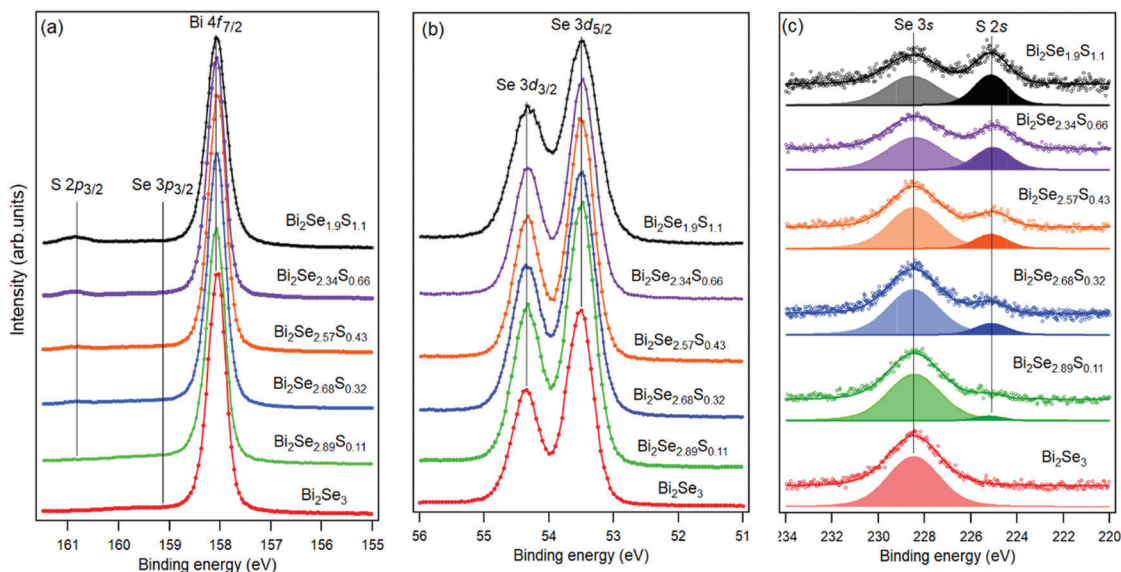 (a)
Bi 4f7/2
S 2p3/2
Se 3p3/2
Bi2Se1.9S1.1
Bi2Se2.34S0.66
Bi2Se2.57S0.43
Bi2Se2.68S0.32
Bi2Se2.89S0.11
Bi2Se3
Intensity (arb.units)
161 160 159 158 157 156 155
Binding energy (eV)
(b)
Se 3d5/2
Se 3d3/2
Bi2Se1.9S1.1
Bi2Se2.34S0.66
Bi2Se2.57S0.43
Bi2Se2.68S0.32
Bi2Se2.89S0.11
Bi2Se3
56 55 54 53 52 51
Binding energy (eV)
(c)
Se 3s
S 2s
Bi2Se1.9S1.1
Bi2Se2.34S0.66
Bi2Se2.57S0.43
Bi2Se2.68S0.32
Bi2Se2.89S0.11
Bi2Se3
234 230 228 226 224 222 220
Binding energy (eV)